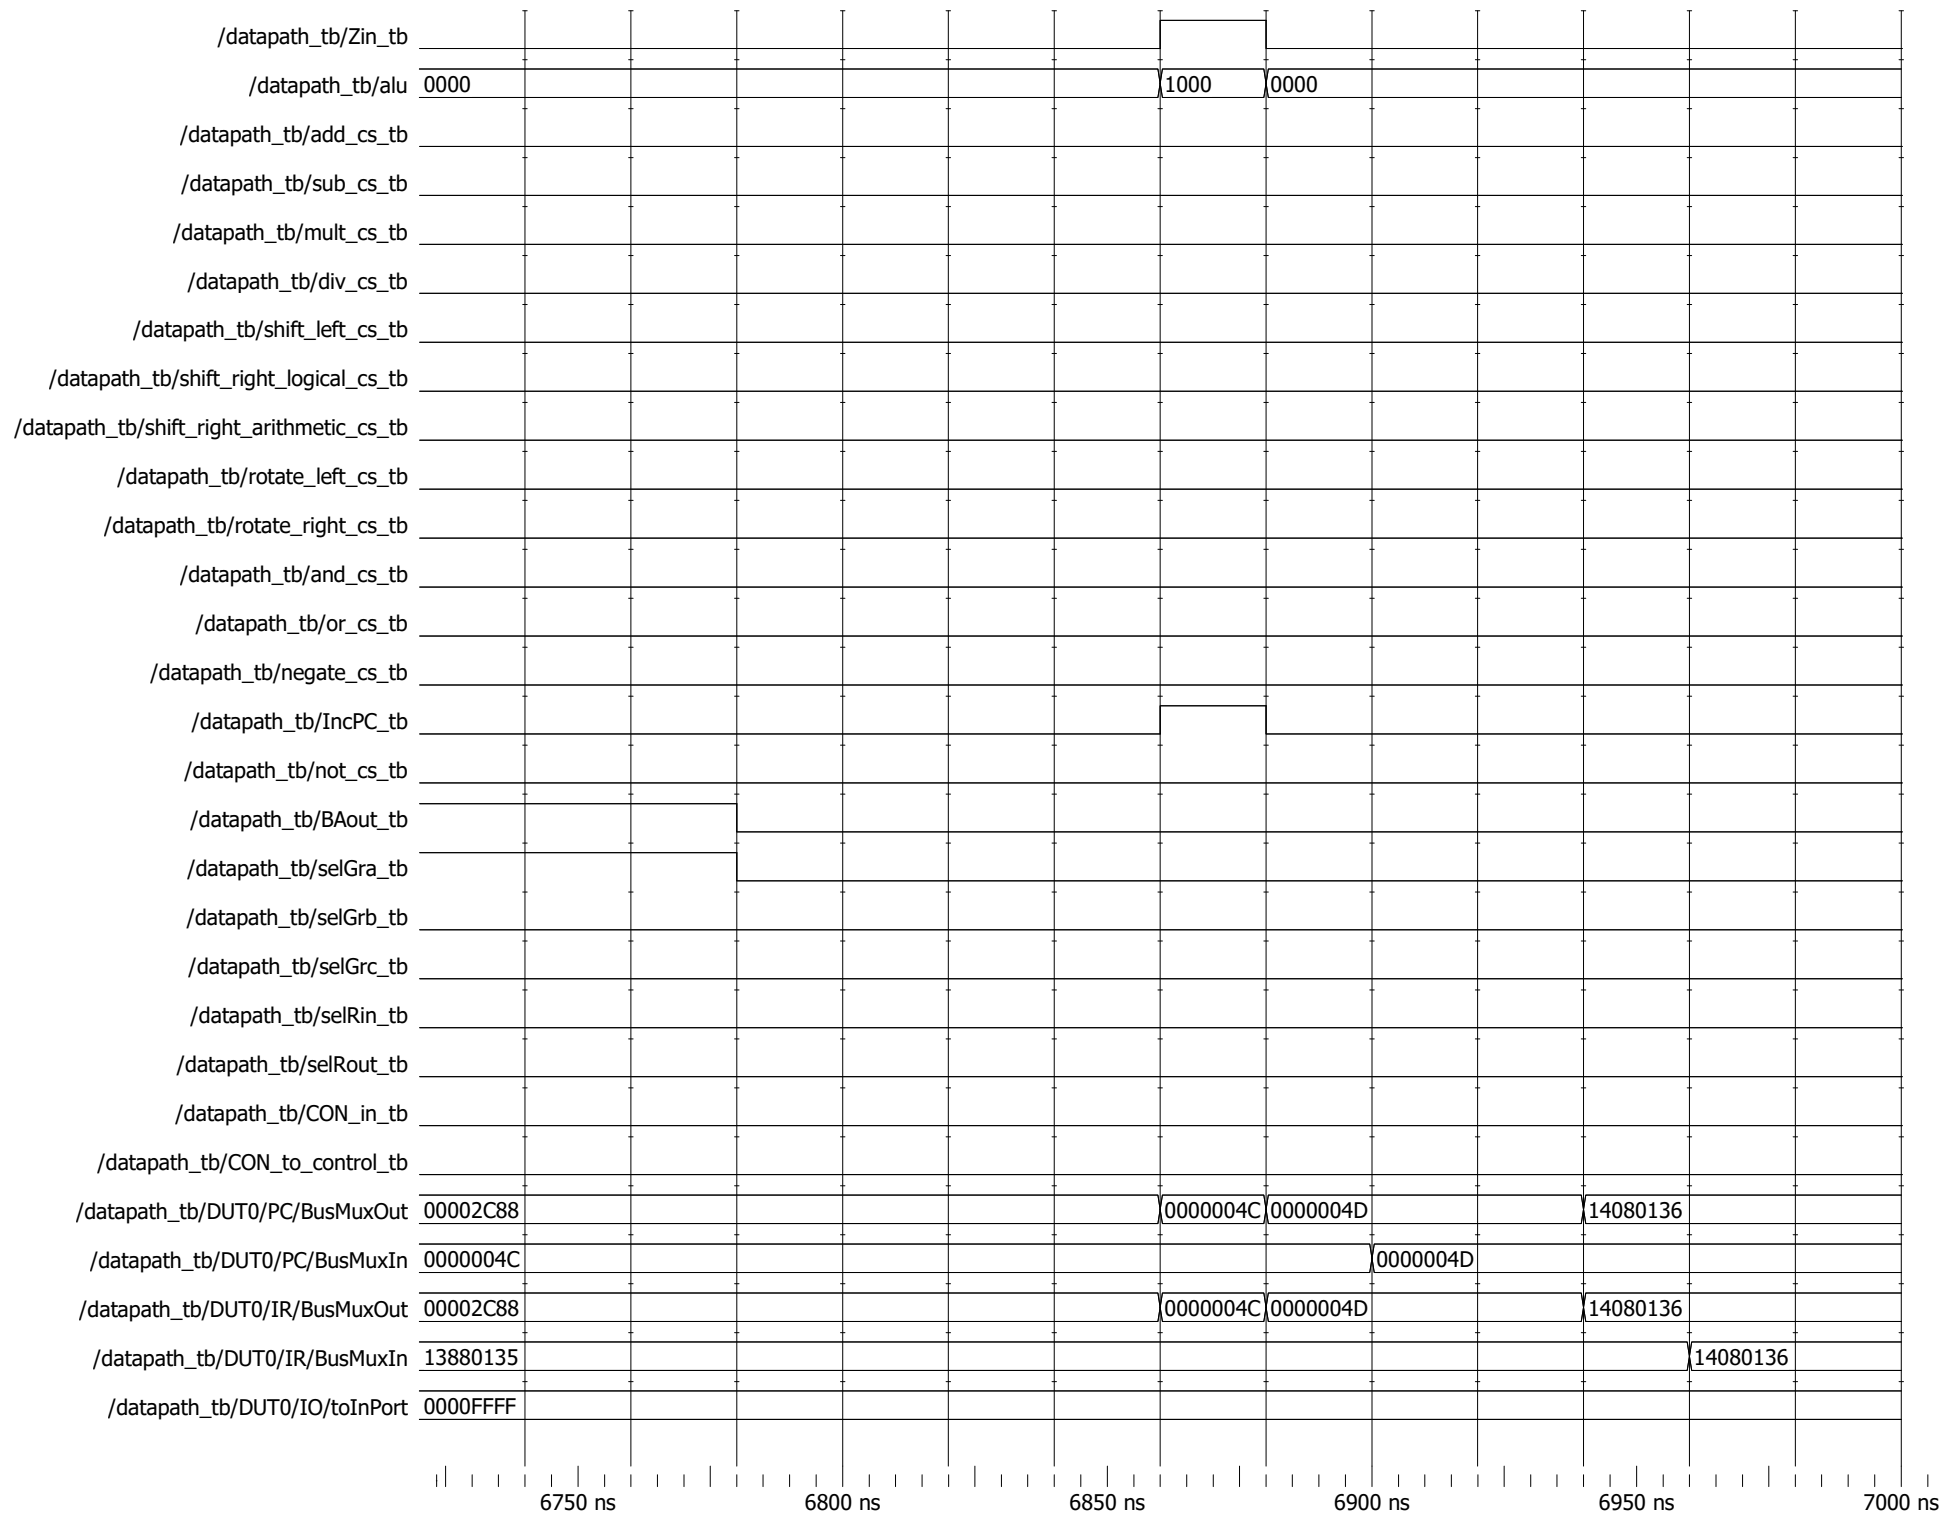 /datapath_tb/Zin_tb
/datapath_tb/alu 0000 1000 0000
/datapath_tb/add_cs_tb
/datapath_tb/sub_cs_tb
/datapath_tb/mult_cs_tb
/datapath_tb/div_cs_tb
/datapath_tb/shift_left_cs_tb
/datapath_tb/shift_right_logical_cs_tb
/datapath_tb/shift_right_arithmetic_cs_tb
/datapath_tb/rotate_left_cs_tb
/datapath_tb/rotate_right_cs_tb
/datapath_tb/and_cs_tb
/datapath_tb/or_cs_tb
/datapath_tb/negate_cs_tb
/datapath_tb/IncPC_tb
/datapath_tb/not_cs_tb
/datapath_tb/BAout_tb
/datapath_tb/selGra_tb
/datapath_tb/selGrb_tb
/datapath_tb/selGrc_tb
/datapath_tb/selRin_tb
/datapath_tb/selRout_tb
/datapath_tb/CON_in_tb
/datapath_tb/CON_to_control_tb
/datapath_tb/DUT0/PC/BusMuxOut 00002C88 0000004C 0000004D 14080136
/datapath_tb/DUT0/PC/BusMuxIn 0000004C 0000004D
/datapath_tb/DUT0/IR/BusMuxOut 00002C88 0000004C 0000004D 14080136
/datapath_tb/DUT0/IR/BusMuxIn 13880135 14080136
/datapath_tb/DUT0/IO/toInPort 0000FFFF
6750 ns 6800 ns 6850 ns 6900 ns 6950 ns 7000 ns